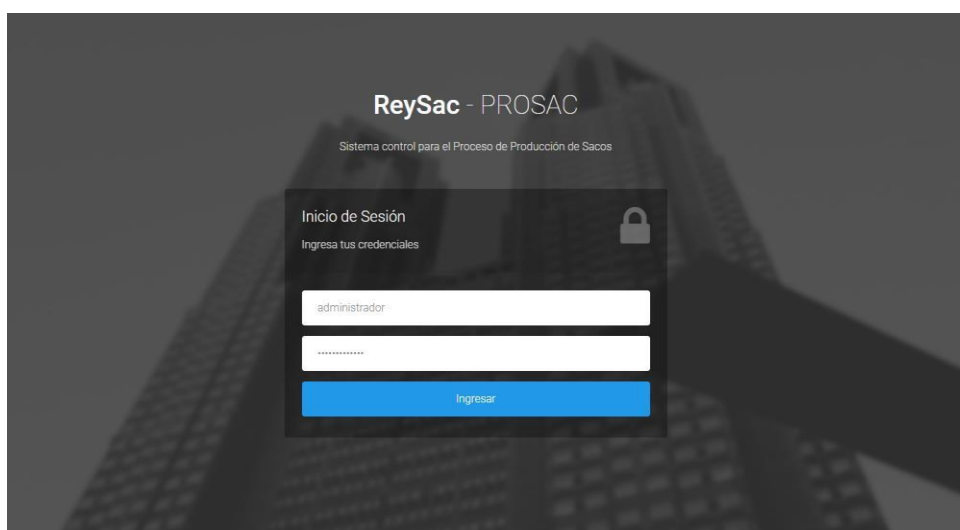 ReySac - PROSAC
Sistema control para el Proceso de Producción de Sacos
Inicio de Sesión
Ingresa tus credenciales
administrador
•••••••••••••
Ingresar